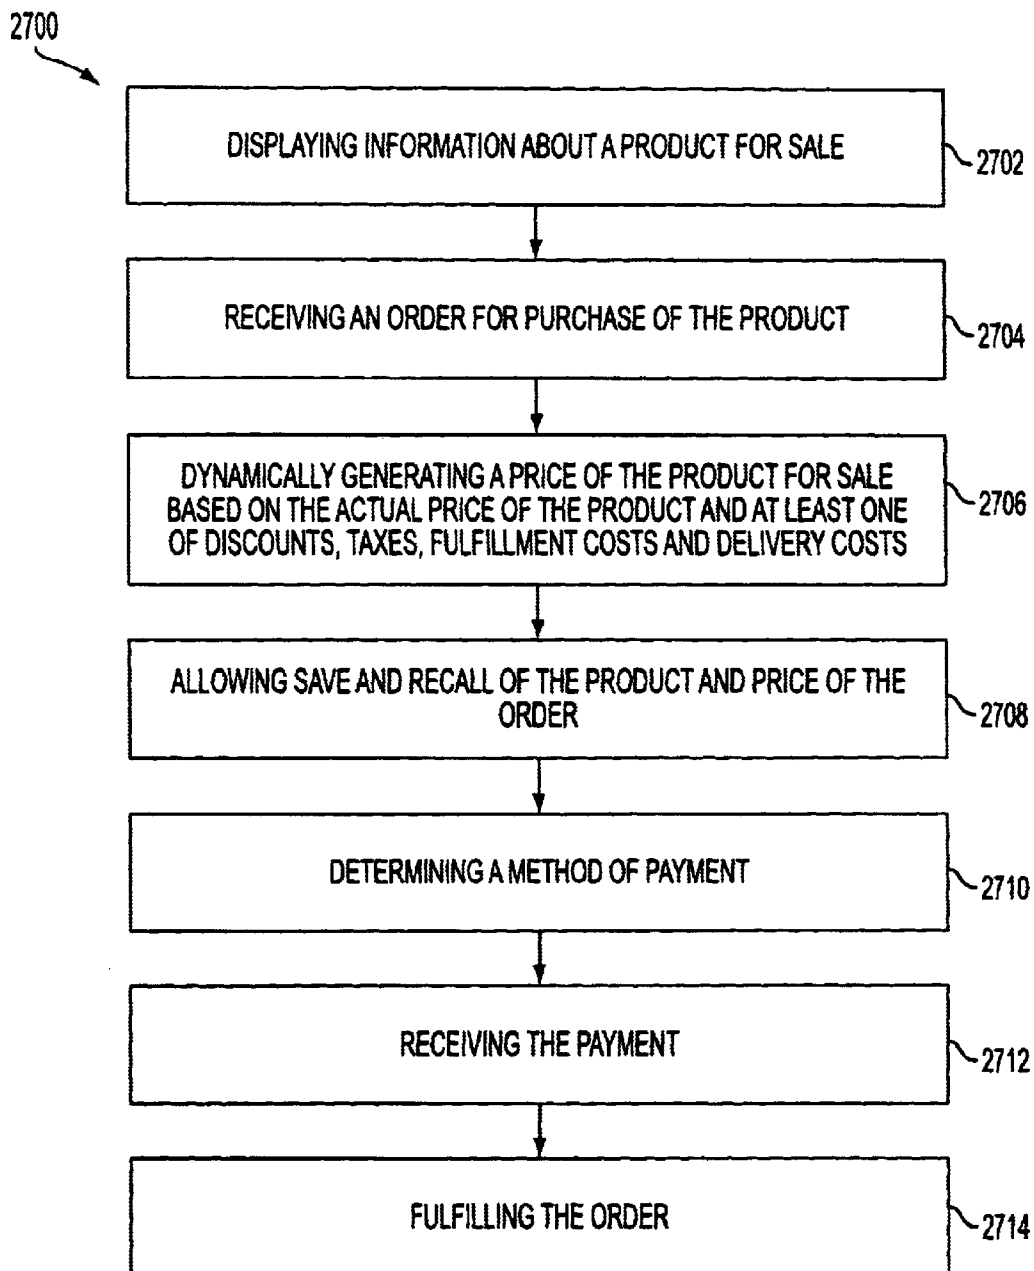 2700
DISPLAYING INFORMATION ABOUT A PRODUCT FOR SALE
2702
RECEIVING AN ORDER FOR PURCHASE OF THE PRODUCT
2704
DYNAMICALLY GENERATING A PRICE OF THE PRODUCT FOR SALE
BASED ON THE ACTUAL PRICE OF THE PRODUCT AND AT LEAST ONE
OF DISCOUNTS, TAXES, FULFILLMENT COSTS AND DELIVERY COSTS
2706
ALLOWING SAVE AND RECALL OF THE PRODUCT AND PRICE OF THE
ORDER
2708
DETERMINING A METHOD OF PAYMENT
2710
RECEIVING THE PAYMENT
2712
FULFILLING THE ORDER
2714